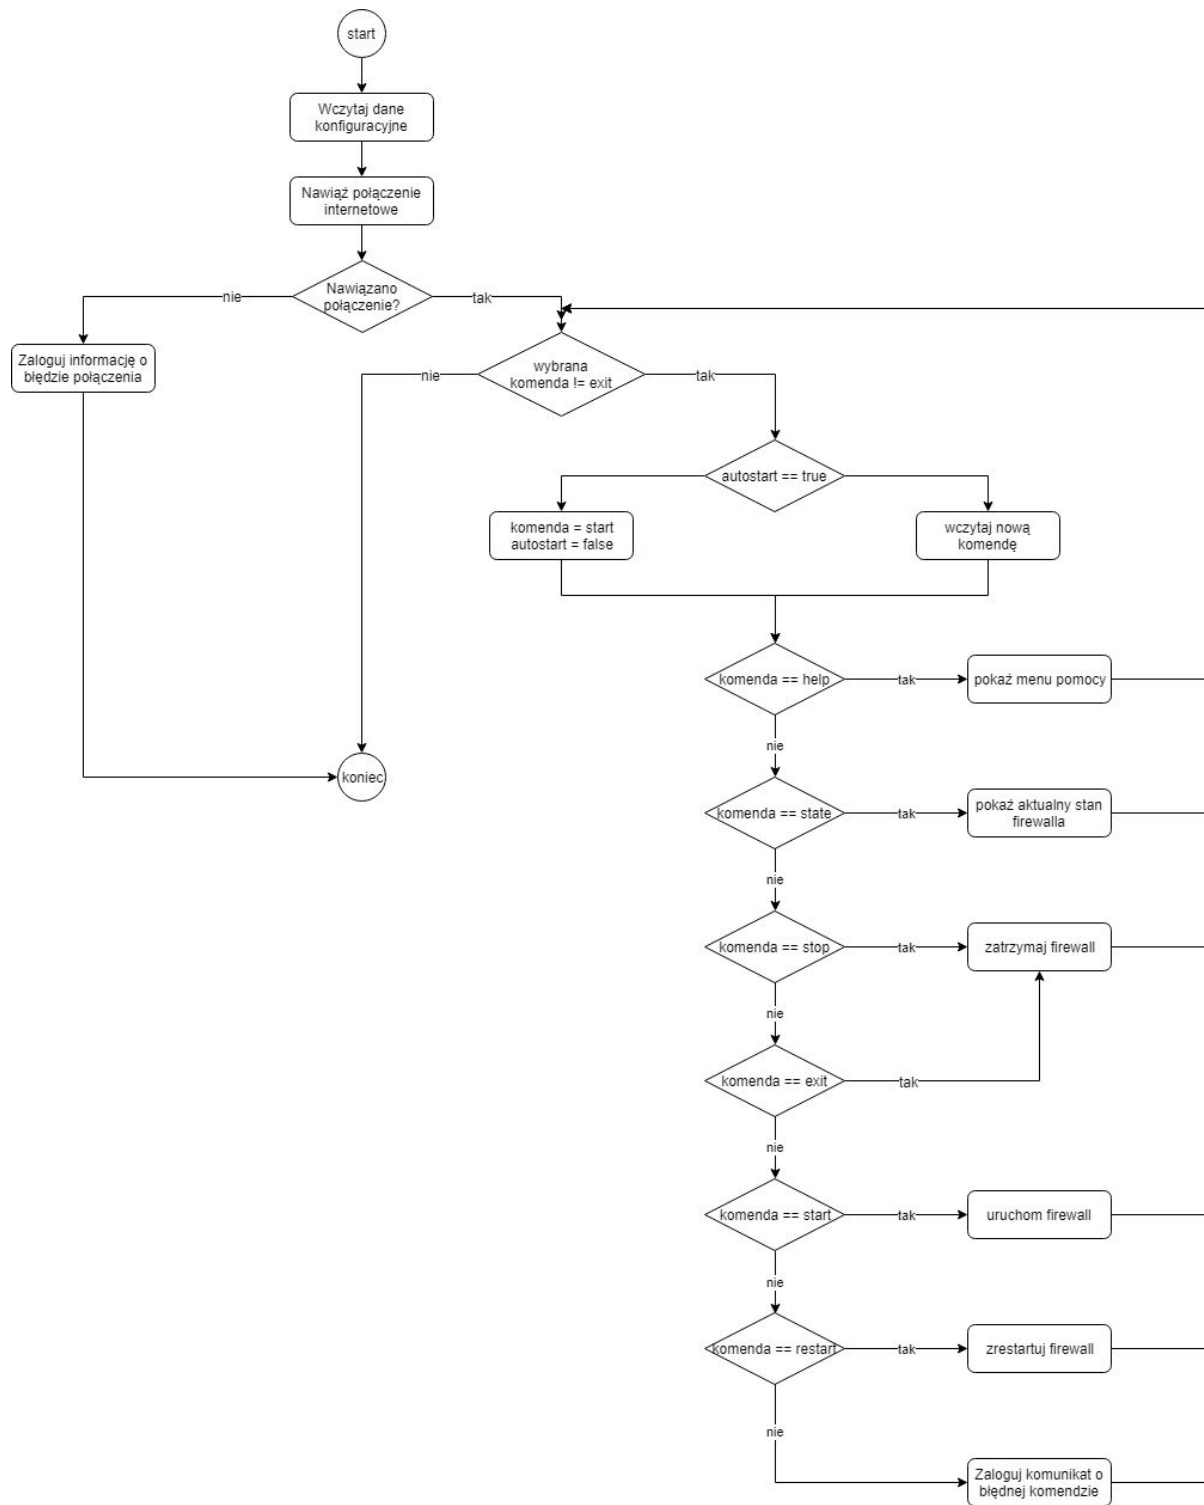 start
Wczytaj dane
konfiguracyjne
Nawiąż połączenie
internetowe
Nawiązano
połączenie?
nie
tak
Zaloguj informację o
błędzie połączenia
wybrana
komenda != exit
nie
tak
autostart == true
komenda = start
autostart = false
wczytaj nową
komendę
komenda == help
tak
pokaż menu pomocy
nie
koniec
komenda == state
tak
pokaż aktualny stan
firewalla
nie
komenda == stop
tak
zatrzymaj firewall
nie
komenda == exit
tak
nie
komenda == start
tak
uruchom firewall
nie
komenda == restart
tak
zrestartuj firewall
nie
Zaloguj komunikat o
błędnej komendzie